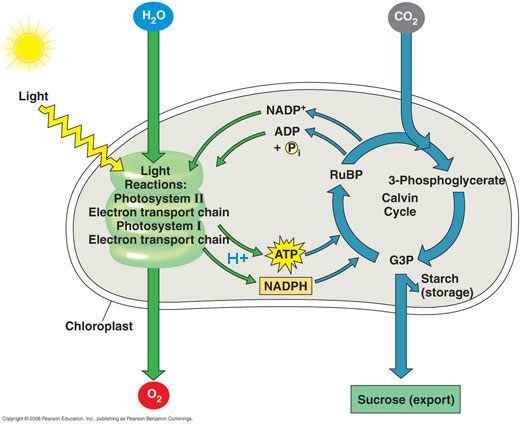 H2O
CO2
Light
NADP+
ADP
+ Pi
Light
Reactions:
Photosystem II
Electron transport chain
Photosystem I
Electron transport chain
RuBP
3-Phosphoglycerate
Calvin
Cycle
H+
ATP
NADPH
G3P
Starch
(storage)
Chloroplast
O2
Sucrose (export)
Copyright © 2008 Pearson Education, Inc., publishing as Pearson Benjamin Cummings.